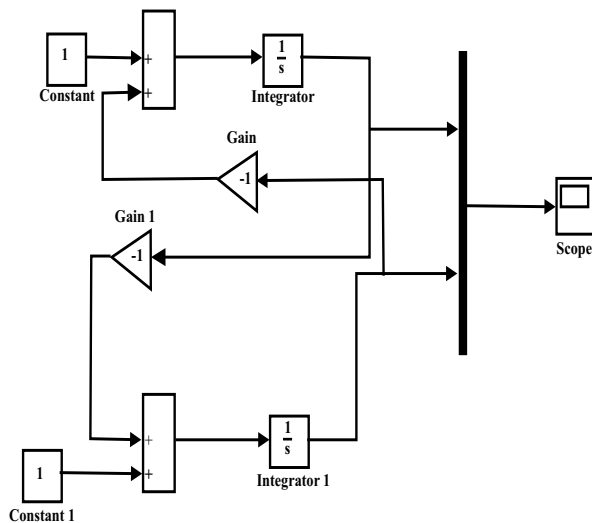 1
+
+
Constant
1
s
Integrator
Gain
-1
Gain 1
-1
Scope
+
+
1
s
Integrator 1
1
Constant 1